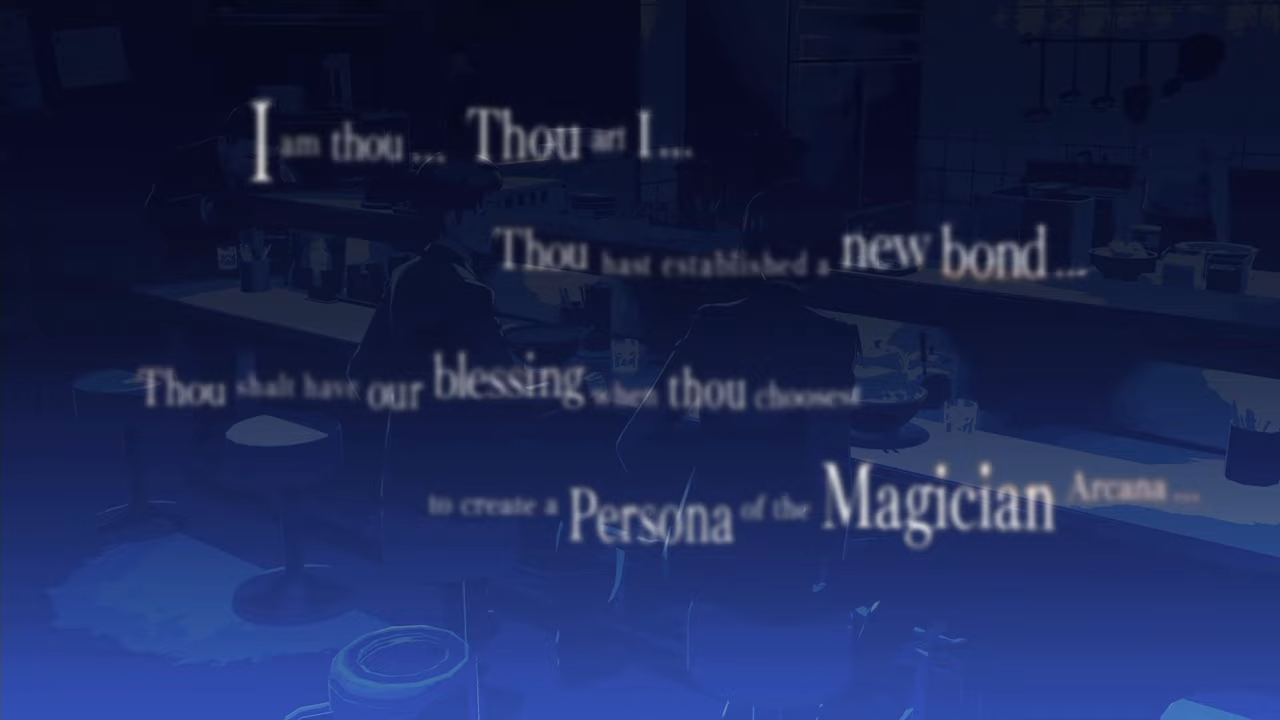 I am thou... Thou art I...
Thou hast established a new bond...
Thou shalt have our blessing when thou choosest
to create a Persona of the Magician Arcana...